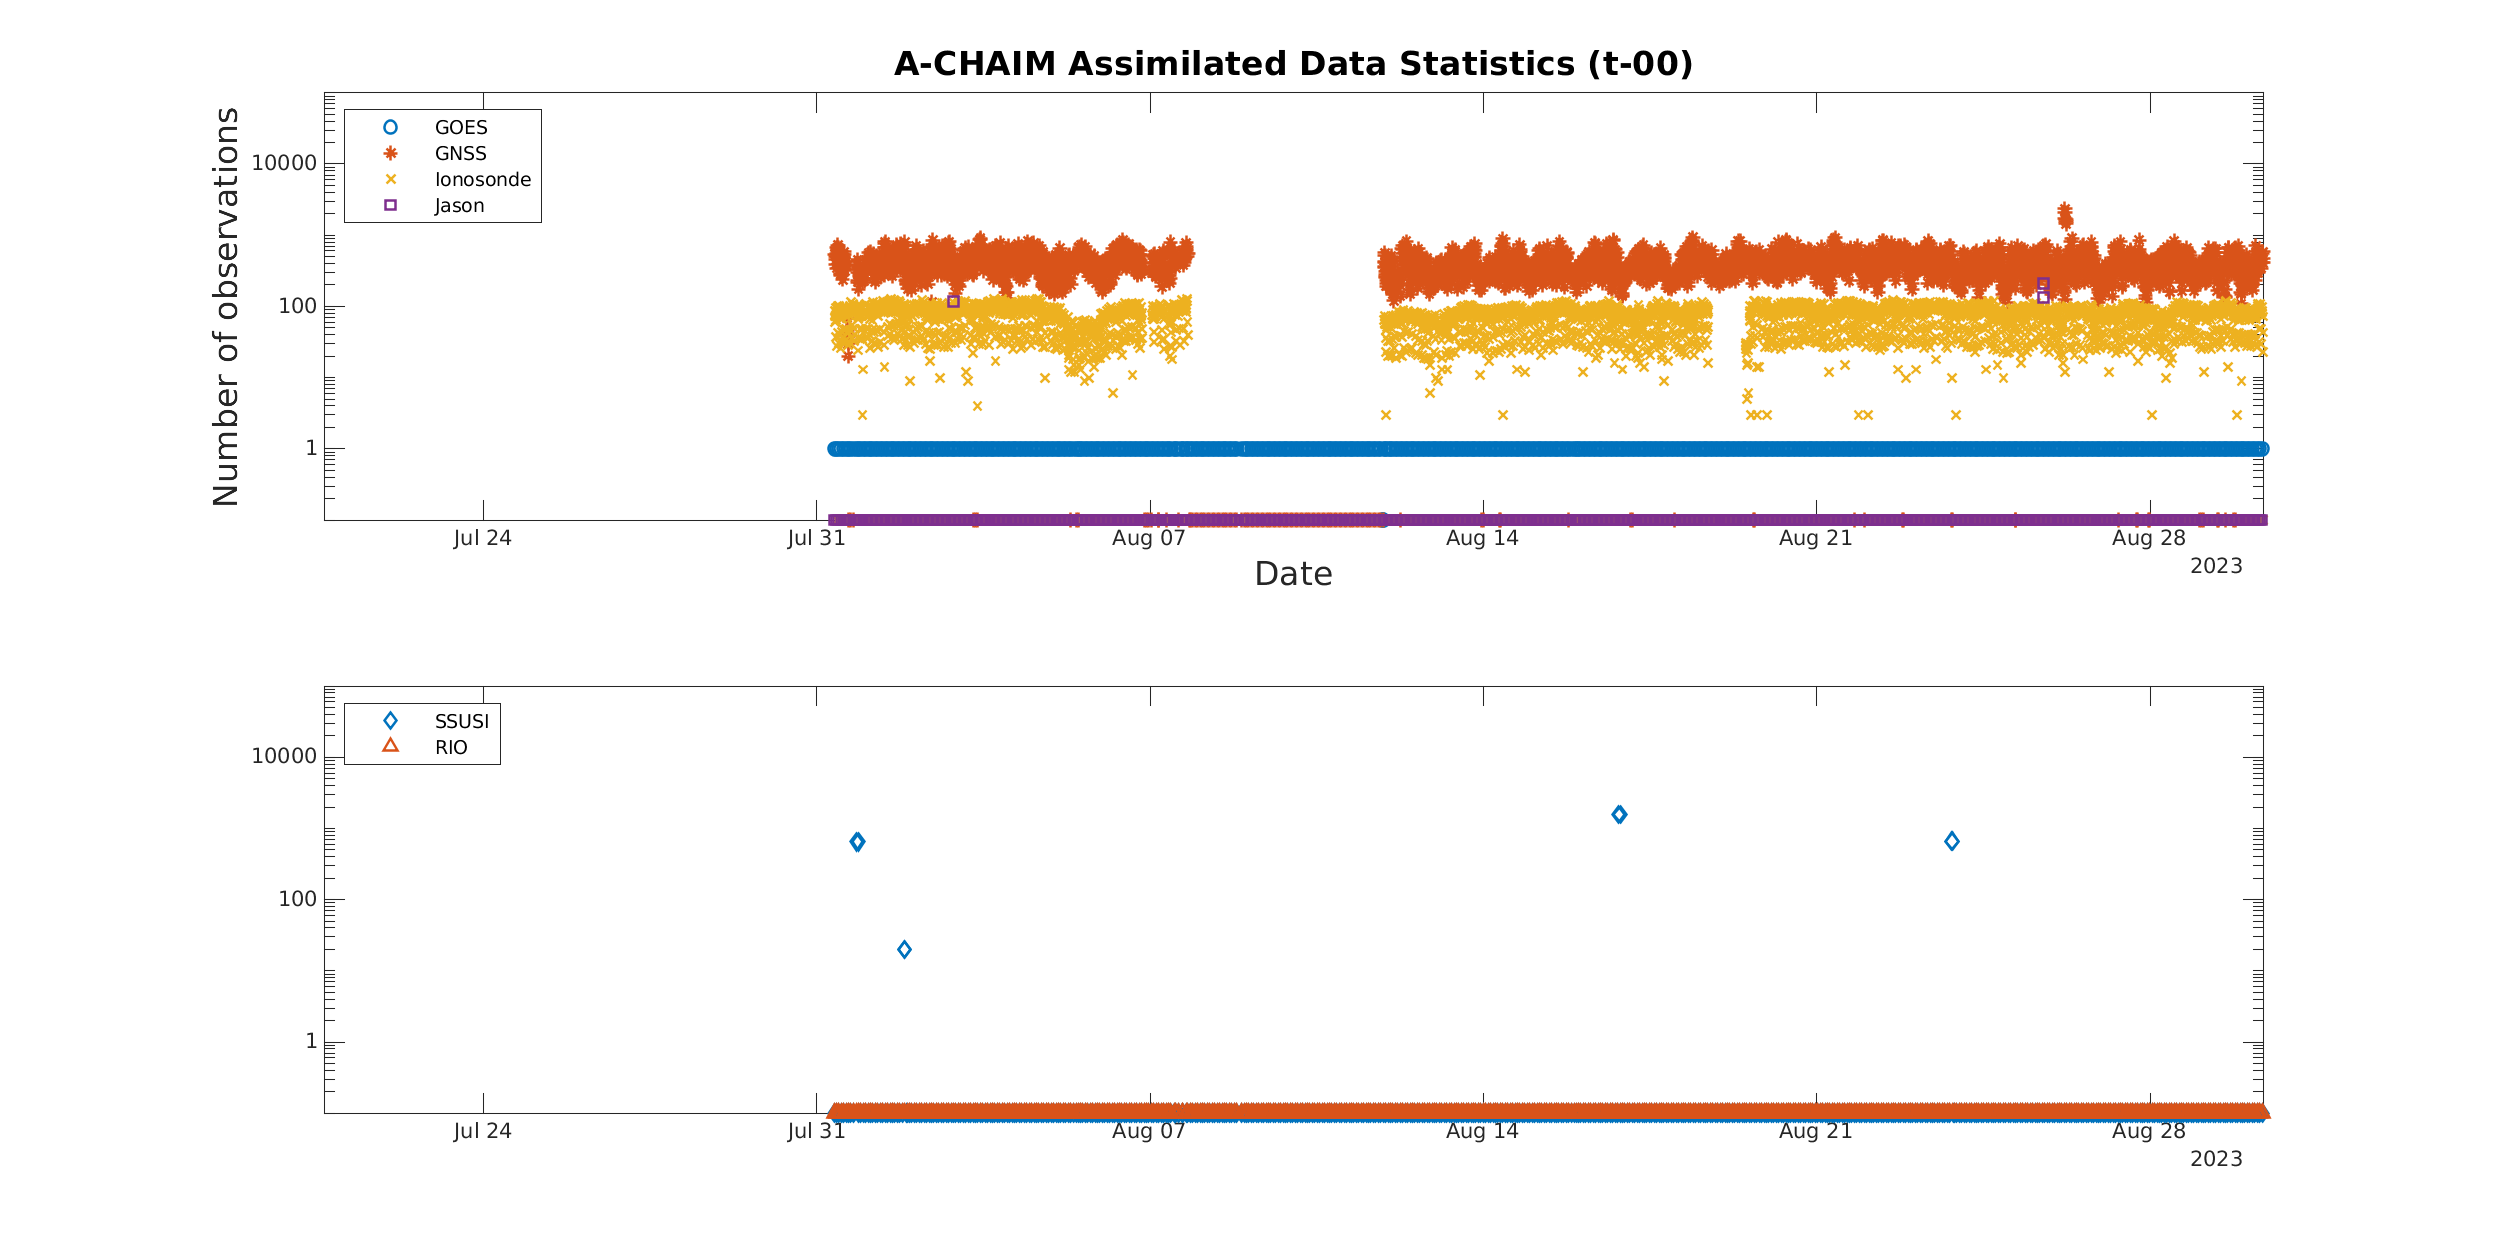 A-CHAIM Assimilated Data Statistics (t-00)
Number of observations
10000
100
1
GOES
GNSS
Ionosonde
Jason
Jul 24
Jul 31
Aug 07
Aug 14
Aug 21
Aug 28
2023
Date
10000
100
1
SSUSI
RIO
Jul 24
Jul 31
Aug 07
Aug 14
Aug 21
Aug 28
2023